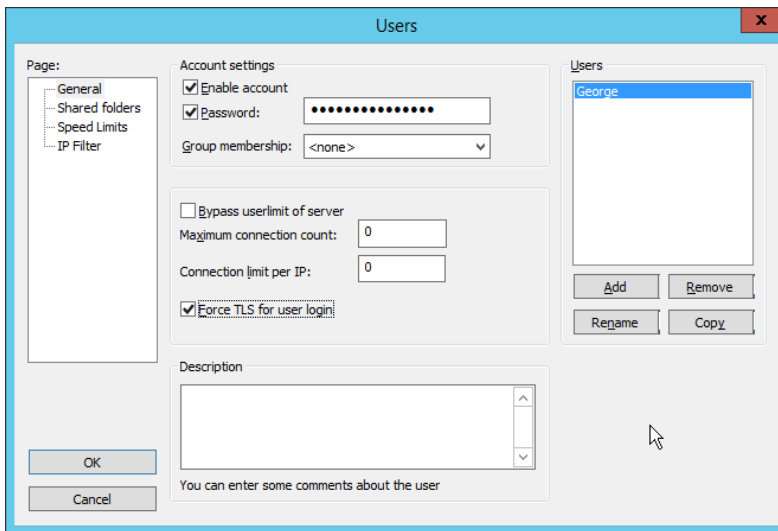 Users
x
Page:
General
Shared folders
Speed Limits
IP Filter
Account settings
Enable account
Password: •••••••••••••••
Group membership: <none>
Bypass userlimit of server
Maximum connection count: 0
Connection limit per IP: 0
Force TLS for user login
Description
You can enter some comments about the user
Users
George
Add Remove
Rename Copy
OK
Cancel